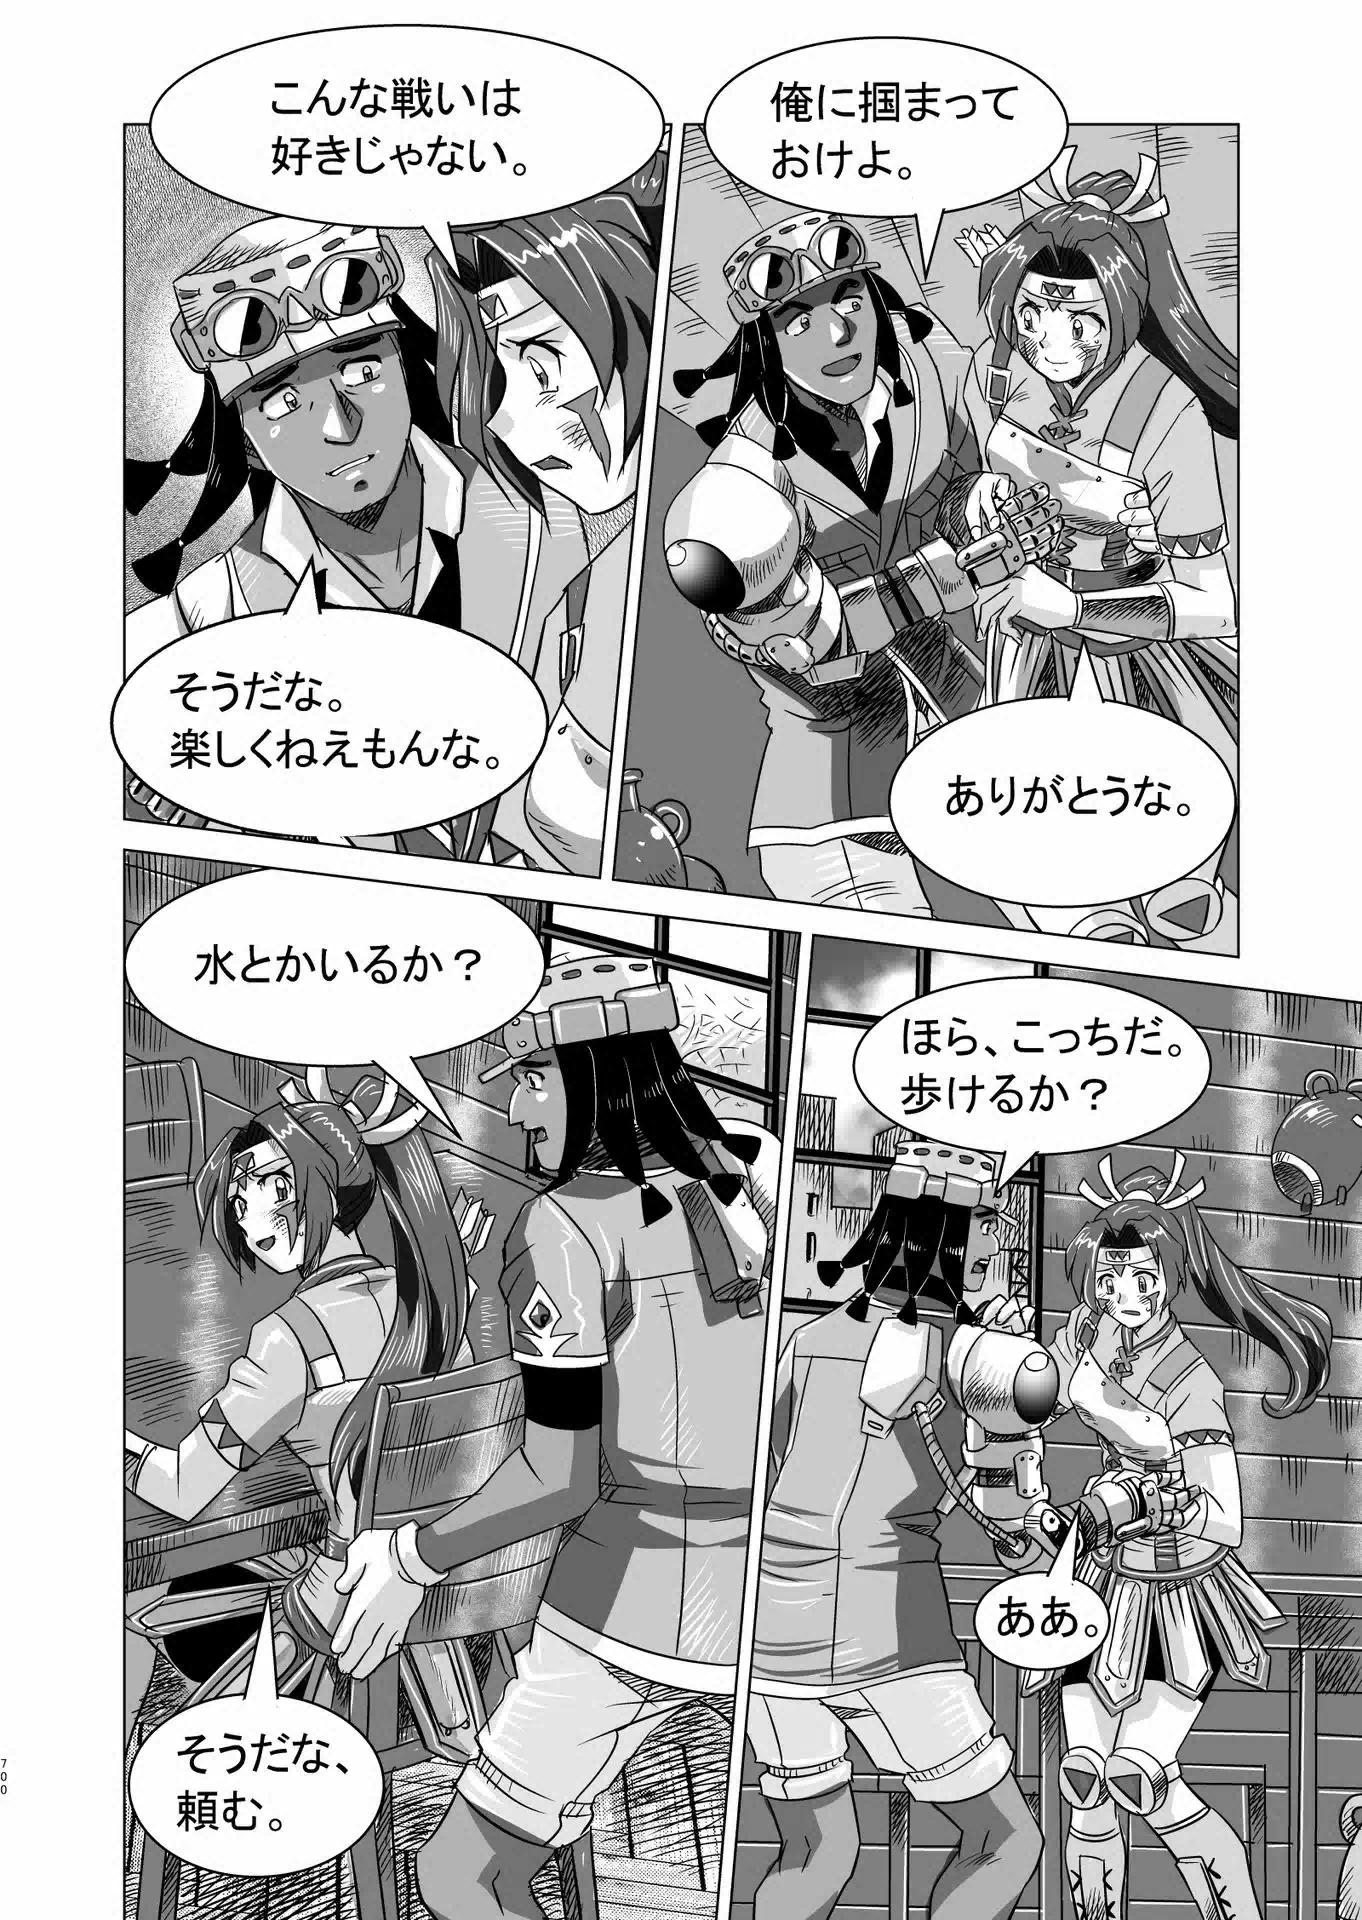 俺に掴まって
おけよ。
ありがとうな。
こんな戦いは
好きじゃない。
そうだな。
楽しくねえもんな。
ほら、こっちだ。
歩けるか？
ああ。
水とかいるか？
そうだな、
頼む。
700